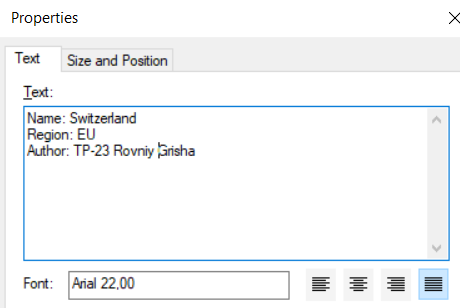 Properties
Text
Size and Position
Text:
Name: Switzerland
Region: EU
Author: TP-23 Rovniy Grisha
Font:
Arial 22,00